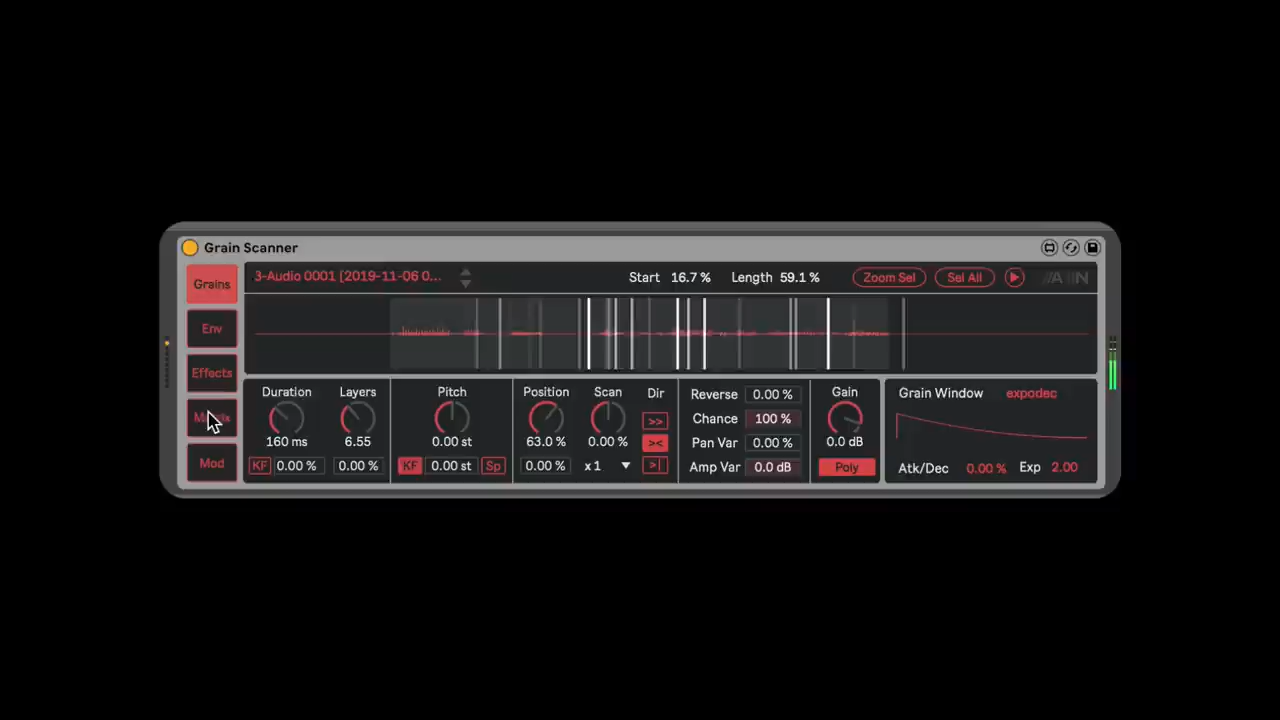 Grain Scanner
Grains
Env
Effects
Mod
3-Audio 0001 [2019-11-06 0...
Start 16.7 % Length 59.1 % Zoom Sel Sel All
Duration Layers
160 ms 6.55
KF 0.00 % 0.00 %
Pitch
0.00 st
KF 0.00 st Sp
Position Scan Dir
>>
63.0 % 0.00 % ><
0.00 % x 1 >|
Reverse 0.00 %
Chance 100 %
Pan Var 0.00 %
Amp Var 0.0 dB
Gain
0.0 dB
Poly
Grain Window expodec
Atk/Dec 0.00 % Exp 2.00